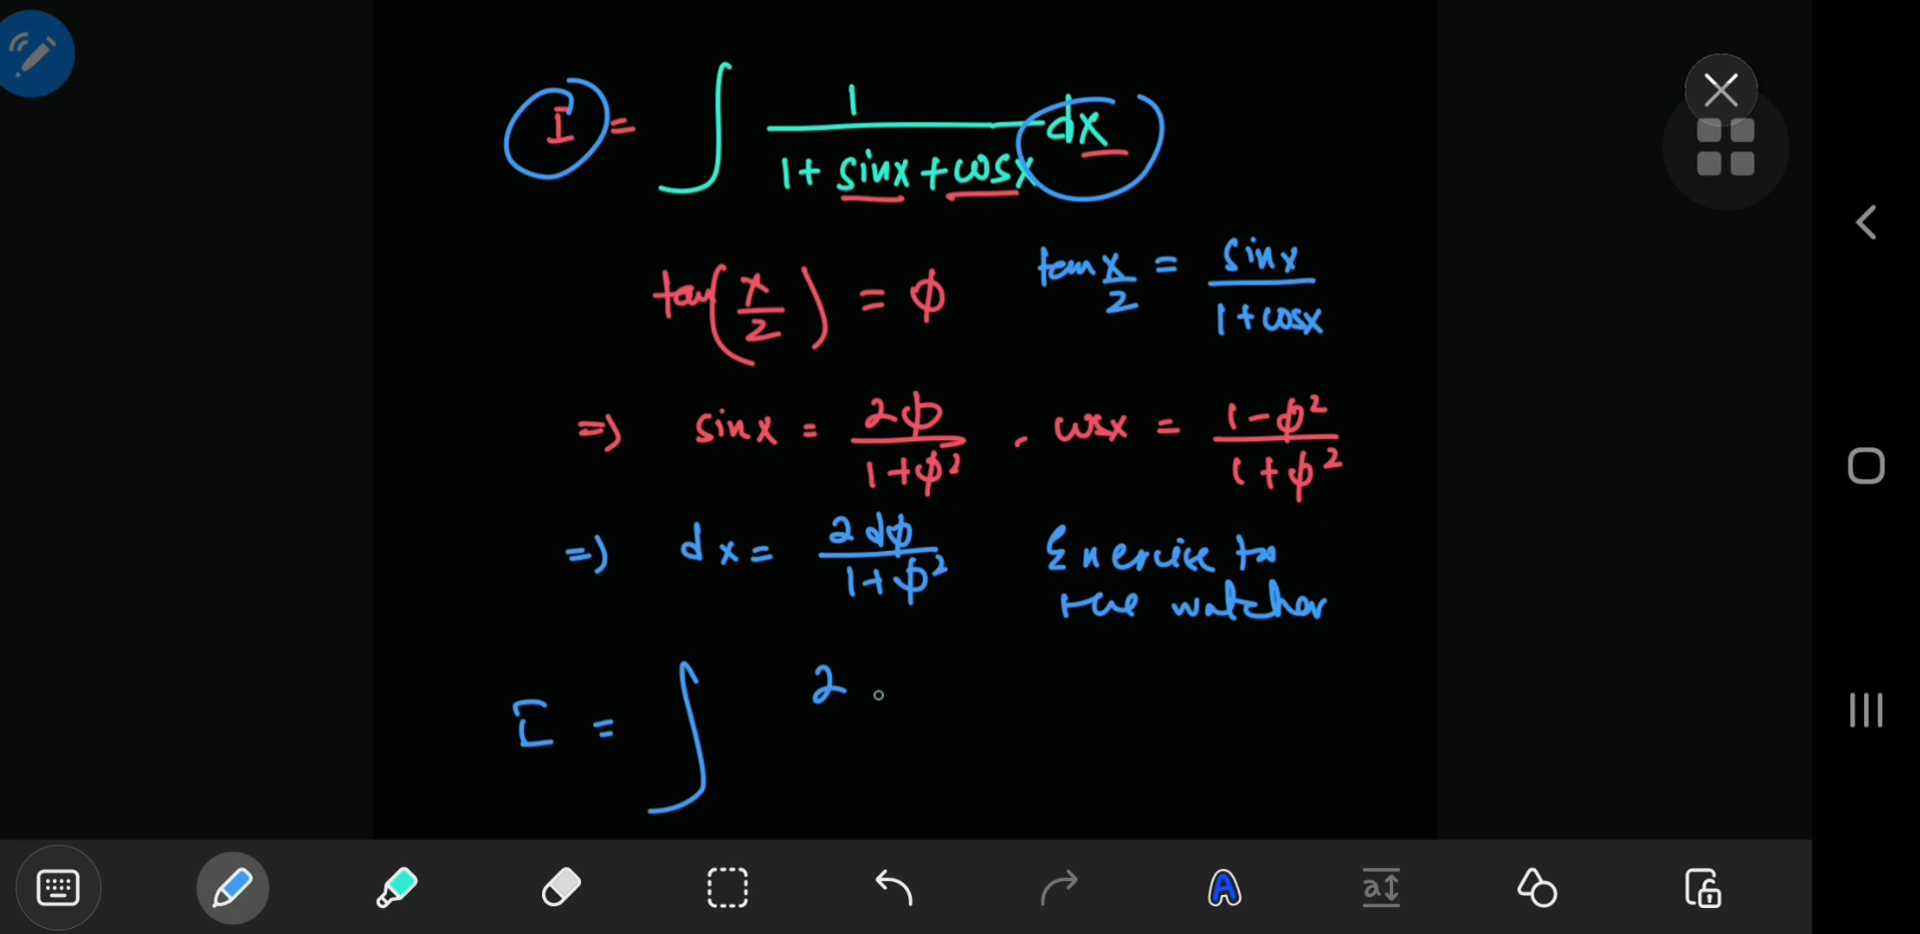 I = ∫ 1 / (1 + sinx + cosx) dx
tan(x/2) = ϕ    tan x/2 = sinx / (1 + cosx)
=> sinx = 2ϕ / (1+ϕ²) , cosx = (1-ϕ²) / (1+ϕ²)
=> dx = 2dϕ / (1+ϕ²)    Exercise to
the watcher
I = ∫ 2
A
a